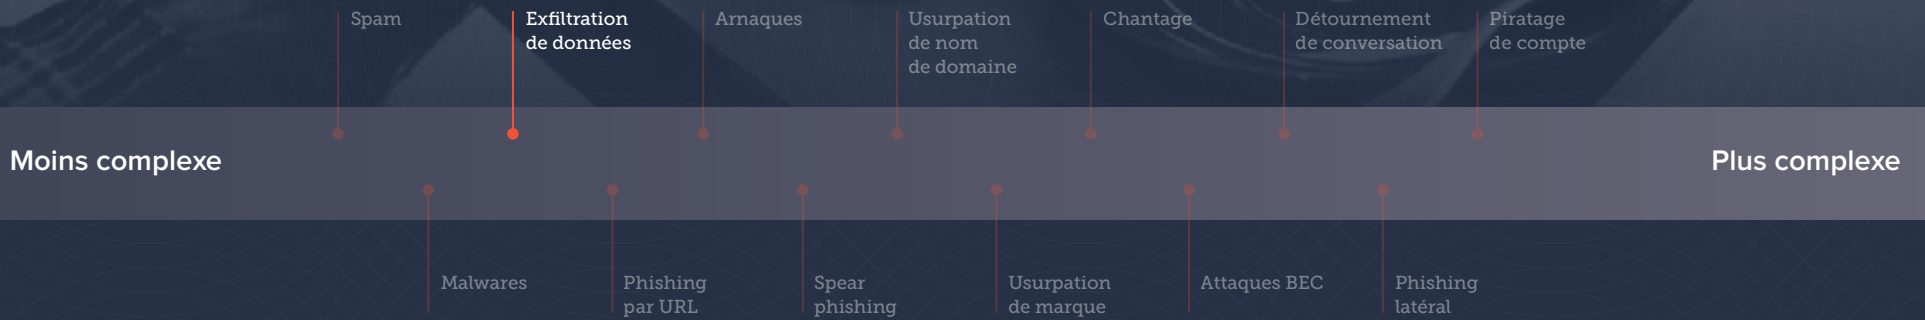 Spam
Exfiltration
de données
Arnaques
Usurpation
de nom
de domaine
Chantage
Détournement
de conversation
Piratage
de compte
Moins complexe
Plus complexe
Malwares
Phishing
par URL
Spear
phishing
Usurpation
de marque
Attaques BEC
Phishing
latéral